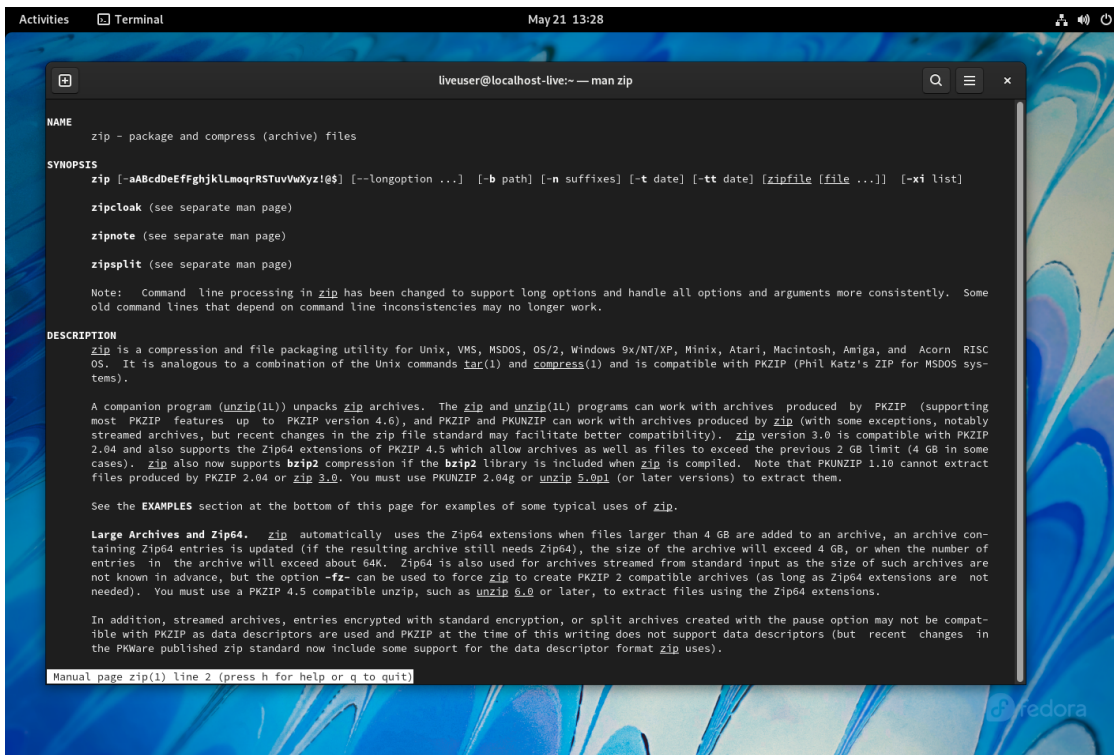 Activities Terminal May 21 13:28
liveuser@localhost-live:~ — man zip
NAME
zip - package and compress (archive) files
SYNOPSIS
zip [-aABcdDeEfFghjklLmoqrRSTuvVwXyz!@$] [--longoption ...] [-b path] [-n suffixes] [-t date] [-tt date] [zipfile [file ...]] [-xi list]
zipcloak (see separate man page)
zipnote (see separate man page)
zipsplit (see separate man page)
Note: Command line processing in zip has been changed to support long options and handle all options and arguments more consistently. Some
old command lines that depend on command line inconsistencies may no longer work.
DESCRIPTION
zip is a compression and file packaging utility for Unix, VMS, MSDOS, OS/2, Windows 9x/NT/XP, Minix, Atari, Macintosh, Amiga, and Acorn RISC
OS. It is analogous to a combination of the Unix commands tar(1) and compress(1) and is compatible with PKZIP (Phil Katz's ZIP for MSDOS sys-
tems).
A companion program (unzip(1L)) unpacks zip archives. The zip and unzip(1L) programs can work with archives produced by PKZIP (supporting
most PKZIP features up to PKZIP version 4.6), and PKZIP and PKUNZIP can work with archives produced by zip (with some exceptions, notably
streamed archives, but recent changes in the zip file standard may facilitate better compatibility). zip version 3.0 is compatible with PKZIP
2.04 and also supports the Zip64 extensions of PKZIP 4.5 which allow archives as well as files to exceed the previous 2 GB limit (4 GB in some
cases). zip also now supports bzip2 compression if the bzip2 library is included when zip is compiled. Note that PKUNZIP 1.10 cannot extract
files produced by PKZIP 2.04 or zip 3.0. You must use PKUNZIP 2.04g or unzip 5.0p1 (or later versions) to extract them.
See the EXAMPLES section at the bottom of this page for examples of some typical uses of zip.
Large Archives and Zip64. zip automatically uses the Zip64 extensions when files larger than 4 GB are added to an archive, an archive con-
taining Zip64 entries is updated (if the resulting archive still needs Zip64), the size of the archive will exceed 4 GB, or when the number of
entries in the archive will exceed about 64K. Zip64 is also used for archives streamed from standard input as the size of such archives are
not known in advance, but the option -fz- can be used to force zip to create PKZIP 2 compatible archives (as long as Zip64 extensions are not
needed). You must use a PKZIP 4.5 compatible unzip, such as unzip 6.0 or later, to extract files using the Zip64 extensions.
In addition, streamed archives, entries encrypted with standard encryption, or split archives created with the pause option may not be compat-
ible with PKZIP as data descriptors are used and PKZIP at the time of this writing does not support data descriptors (but recent changes in
the PKWare published zip standard now include some support for the data descriptor format zip uses).
Manual page zip(1) line 2 (press h for help or q to quit)
fedora